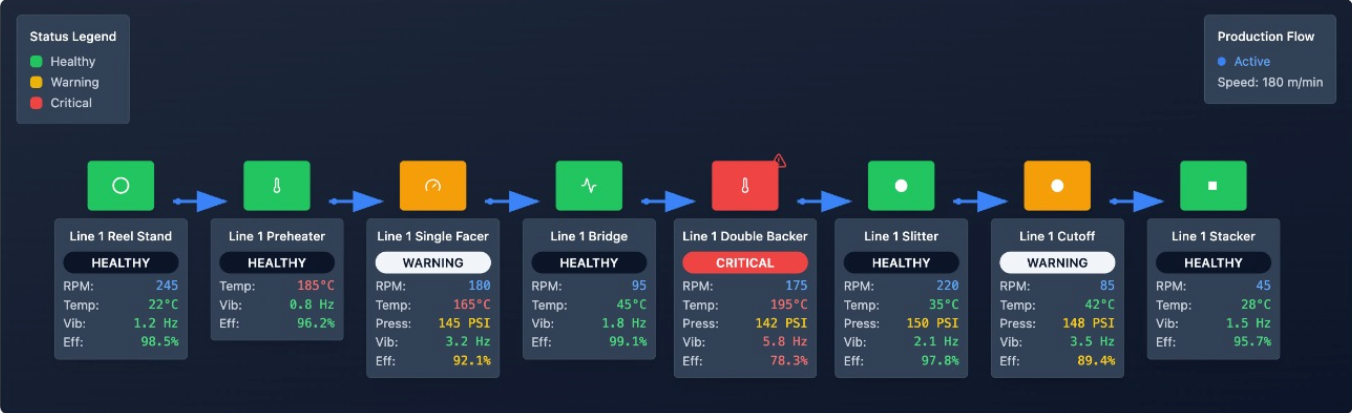 Status Legend
Healthy
Warning
Critical
Production Flow
Active
Speed: 180 m/min
Line 1 Reel Stand
HEALTHY
RPM: 245
Temp: 22°C
Vib: 1.2 Hz
Eff: 98.5%
Line 1 Preheater
HEALTHY
Temp: 185°C
Vib: 0.8 Hz
Eff: 96.2%
Line 1 Single Facer
WARNING
RPM: 180
Temp: 165°C
Press: 145 PSI
Vib: 3.2 Hz
Eff: 92.1%
Line 1 Bridge
HEALTHY
RPM: 95
Temp: 45°C
Vib: 1.8 Hz
Eff: 99.1%
Line 1 Double Backer
CRITICAL
RPM: 175
Temp: 195°C
Press: 142 PSI
Vib: 5.8 Hz
Eff: 78.3%
Line 1 Slitter
HEALTHY
RPM: 220
Temp: 35°C
Press: 150 PSI
Vib: 2.1 Hz
Eff: 97.8%
Line 1 Cutoff
WARNING
RPM: 85
Temp: 42°C
Press: 148 PSI
Vib: 3.5 Hz
Eff: 89.4%
Line 1 Stacker
HEALTHY
RPM: 45
Temp: 28°C
Vib: 1.5 Hz
Eff: 95.7%